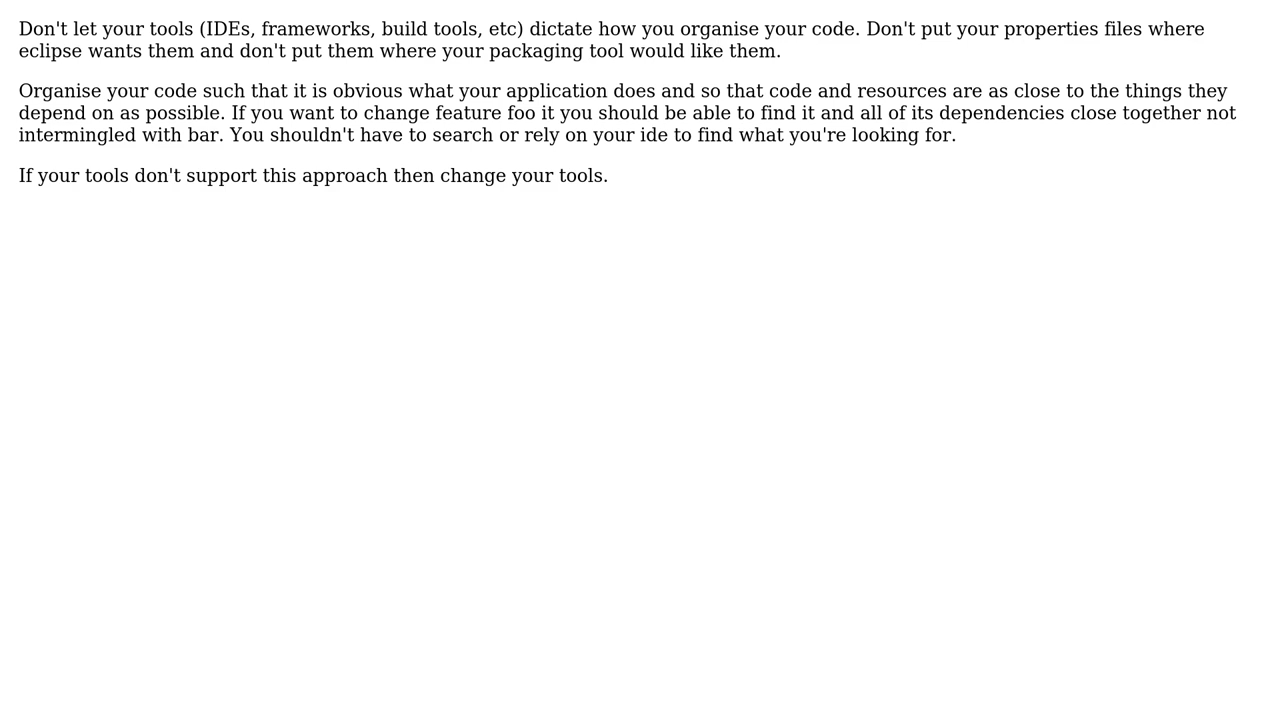 Don't let your tools (IDEs, frameworks, build tools, etc) dictate how you organise your code. Don't put your properties files where
eclipse wants them and don't put them where your packaging tool would like them.
Organise your code such that it is obvious what your application does and so that code and resources are as close to the things they
depend on as possible. If you want to change feature foo it you should be able to find it and all of its dependencies close together not
intermingled with bar. You shouldn't have to search or rely on your ide to find what you're looking for.
If your tools don't support this approach then change your tools.